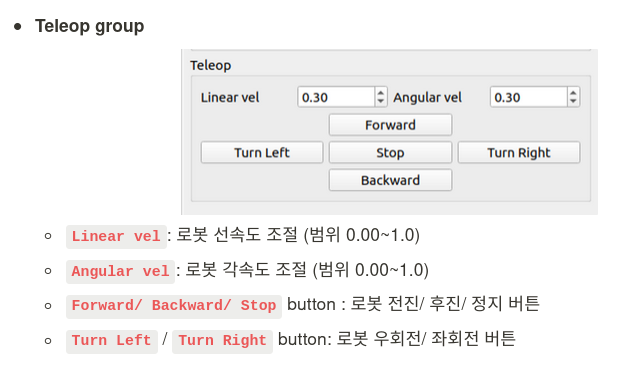 Teleop group
Teleop
Linear vel 0.30 Angular vel 0.30
Forward
Turn Left Stop Turn Right
Backward
Linear vel : 로봇 선속도 조절 (범위 0.00~1.0)
Angular vel : 로봇 각속도 조절 (범위 0.00~1.0)
Forward/ Backward/ Stop button : 로봇 전진/ 후진/ 정지 버튼
Turn Left / Turn Right button: 로봇 우회전/ 좌회전 버튼